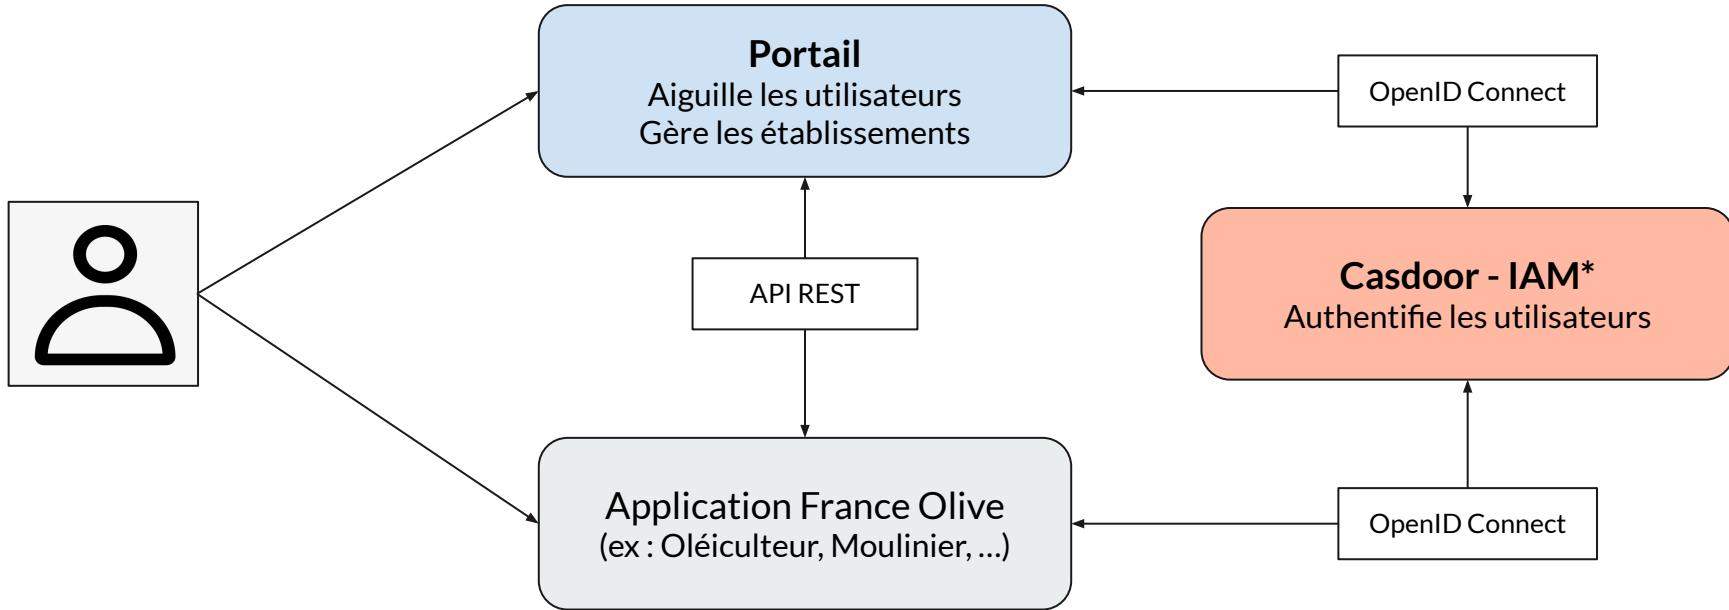 Portail
Aiguille les utilisateurs
Gère les établissements
OpenID Connect
API REST
Casdoor - IAM*
Authentifie les utilisateurs
Application France Olive
(ex : Oléiculteur, Moulinier, ...)
OpenID Connect